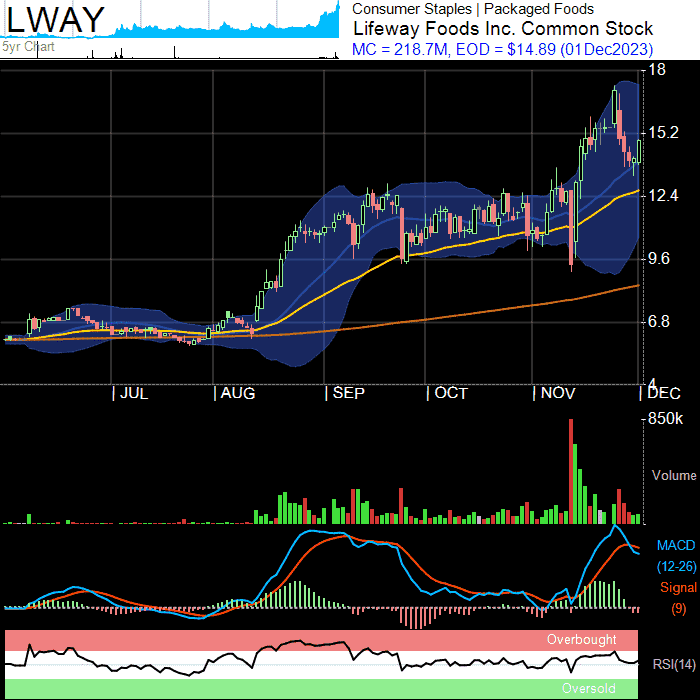 LWAY
5yr Chart
Consumer Staples | Packaged Foods
Lifeway Foods Inc. Common Stock
MC = 218.7M, EOD = $14.89 (01Dec2023)
18
15.2
12.4
9.6
6.8
4
JUL
AUG
SEP
OCT
NOV
DEC
850k
Volume
MACD
(12-26)
Signal
(9)
Overbought
RSI(14)
Oversold